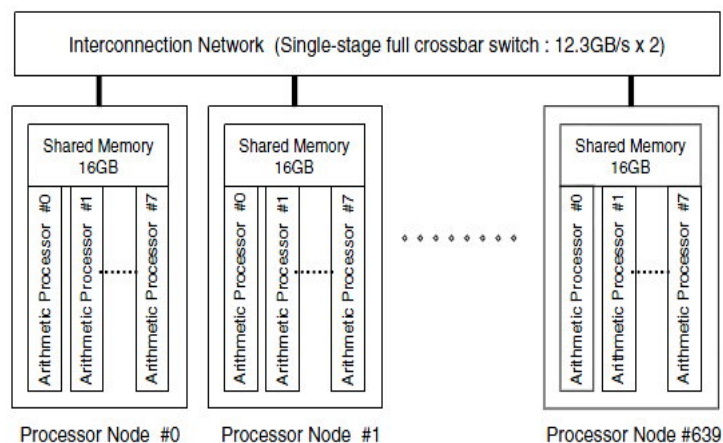 Interconnection Network (Single-stage full crossbar switch : 12.3GB/s x 2)
Shared Memory
16GB
Arithmetic Processor #0
Arithmetic Processor #1
Arithmetic Processor #7
Processor Node #0
Shared Memory
16GB
Arithmetic Processor #0
Arithmetic Processor #1
Arithmetic Processor #7
Processor Node #1
Shared Memory
16GB
Arithmetic Processor #0
Arithmetic Processor #1
Arithmetic Processor #7
Processor Node #639